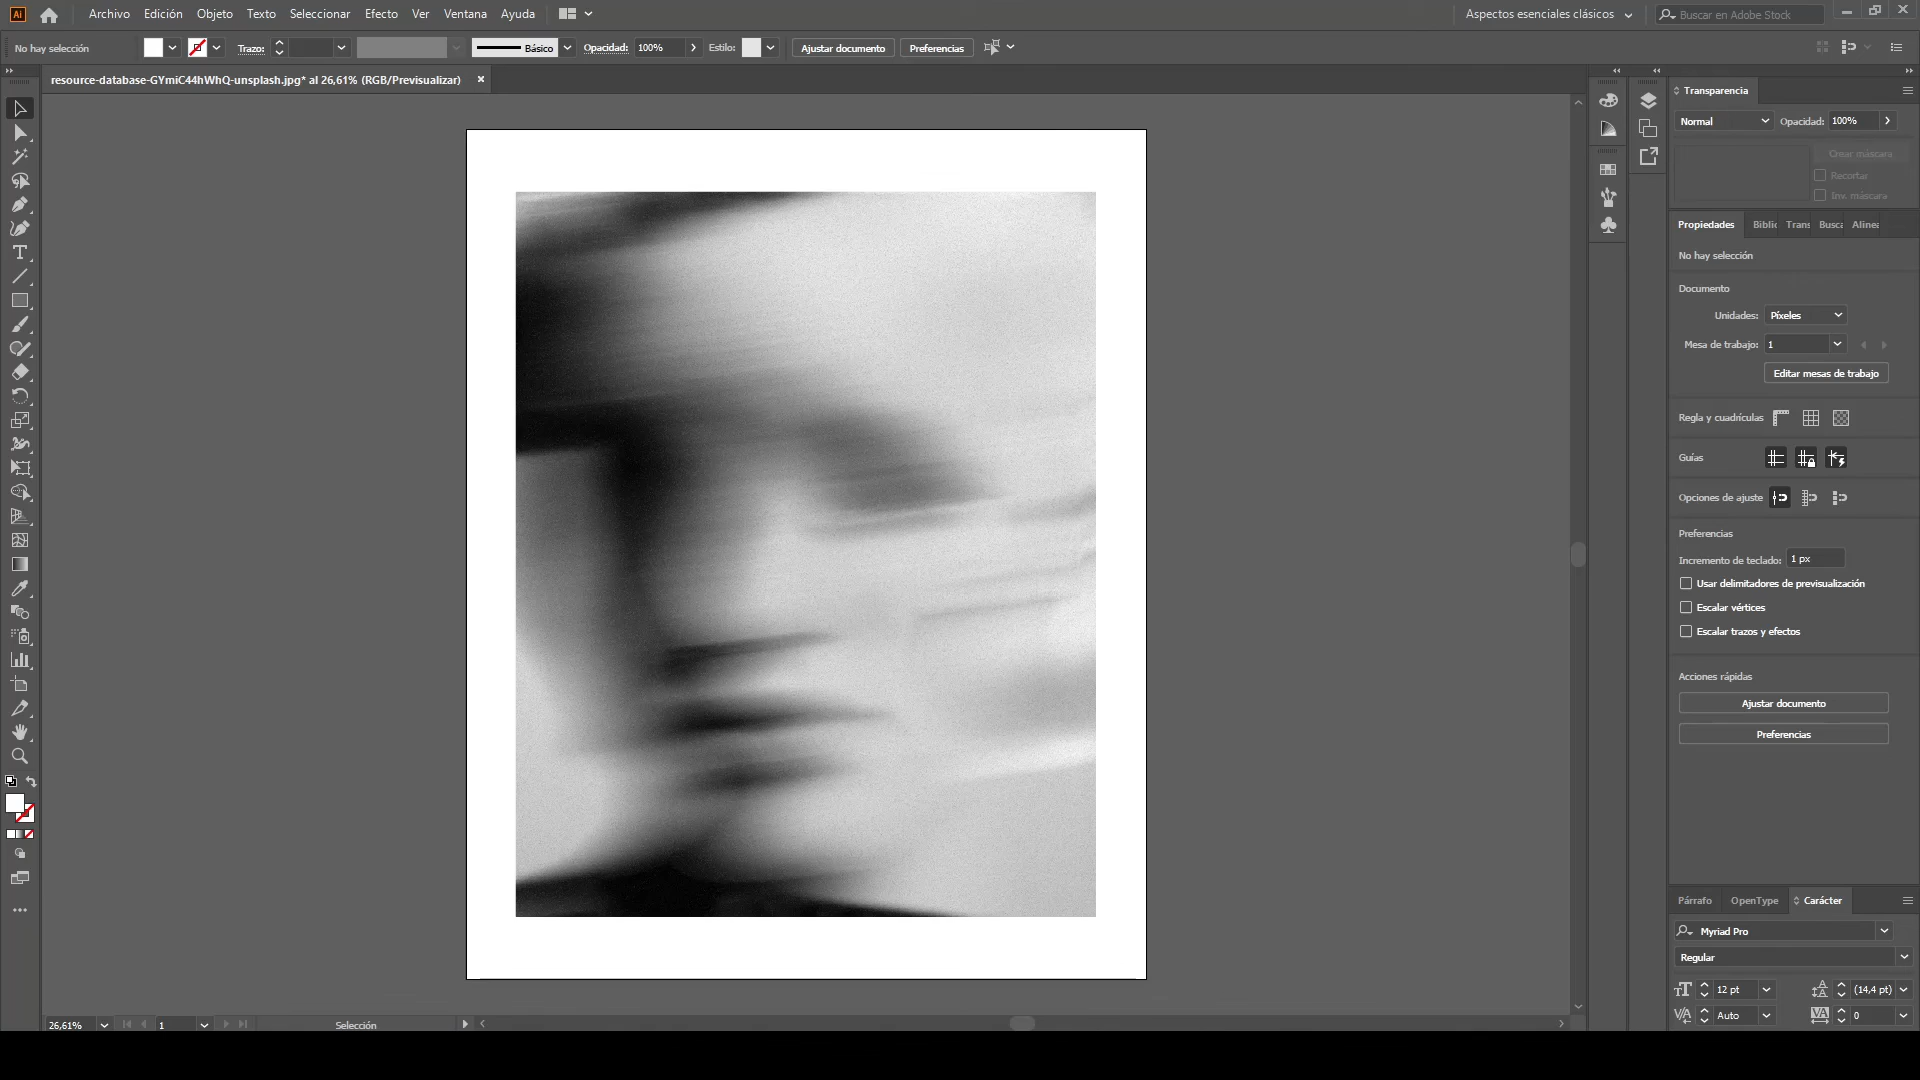 Ai Archivo Edición Objeto Texto Seleccionar Efecto Ver Ventana Ayuda Aspectos esenciales clásicos Buscar en Adobe Stock
No hay selección Trazo: Básico Opacidad: 100% Estilo: Ajustar documento Preferencias
resource-database-GYmiC44hWhQ-unsplash.jpg* al 26,61% (RGB/Previsualizar)
Transparencia
Normal Opacidad: 100%
Crear máscara
Recortar
Inv. máscara
Propiedades Biblic Trans Busca Alinea
No hay selección
Documento
Unidades: Píxeles
Mesa de trabajo: 1
Editar mesas de trabajo
Regla y cuadrículas
Guías
Opciones de ajuste
Preferencias
Incremento de teclado: 1 px
Usar delimitadores de previsualización
Escalar vértices
Escalar trazos y efectos
Acciones rápidas
Ajustar documento
Preferencias
Párrafo OpenType Carácter
Myriad Pro
Regular
12 pt (14,4 pt)
Auto 0
26,61% 1 Selección